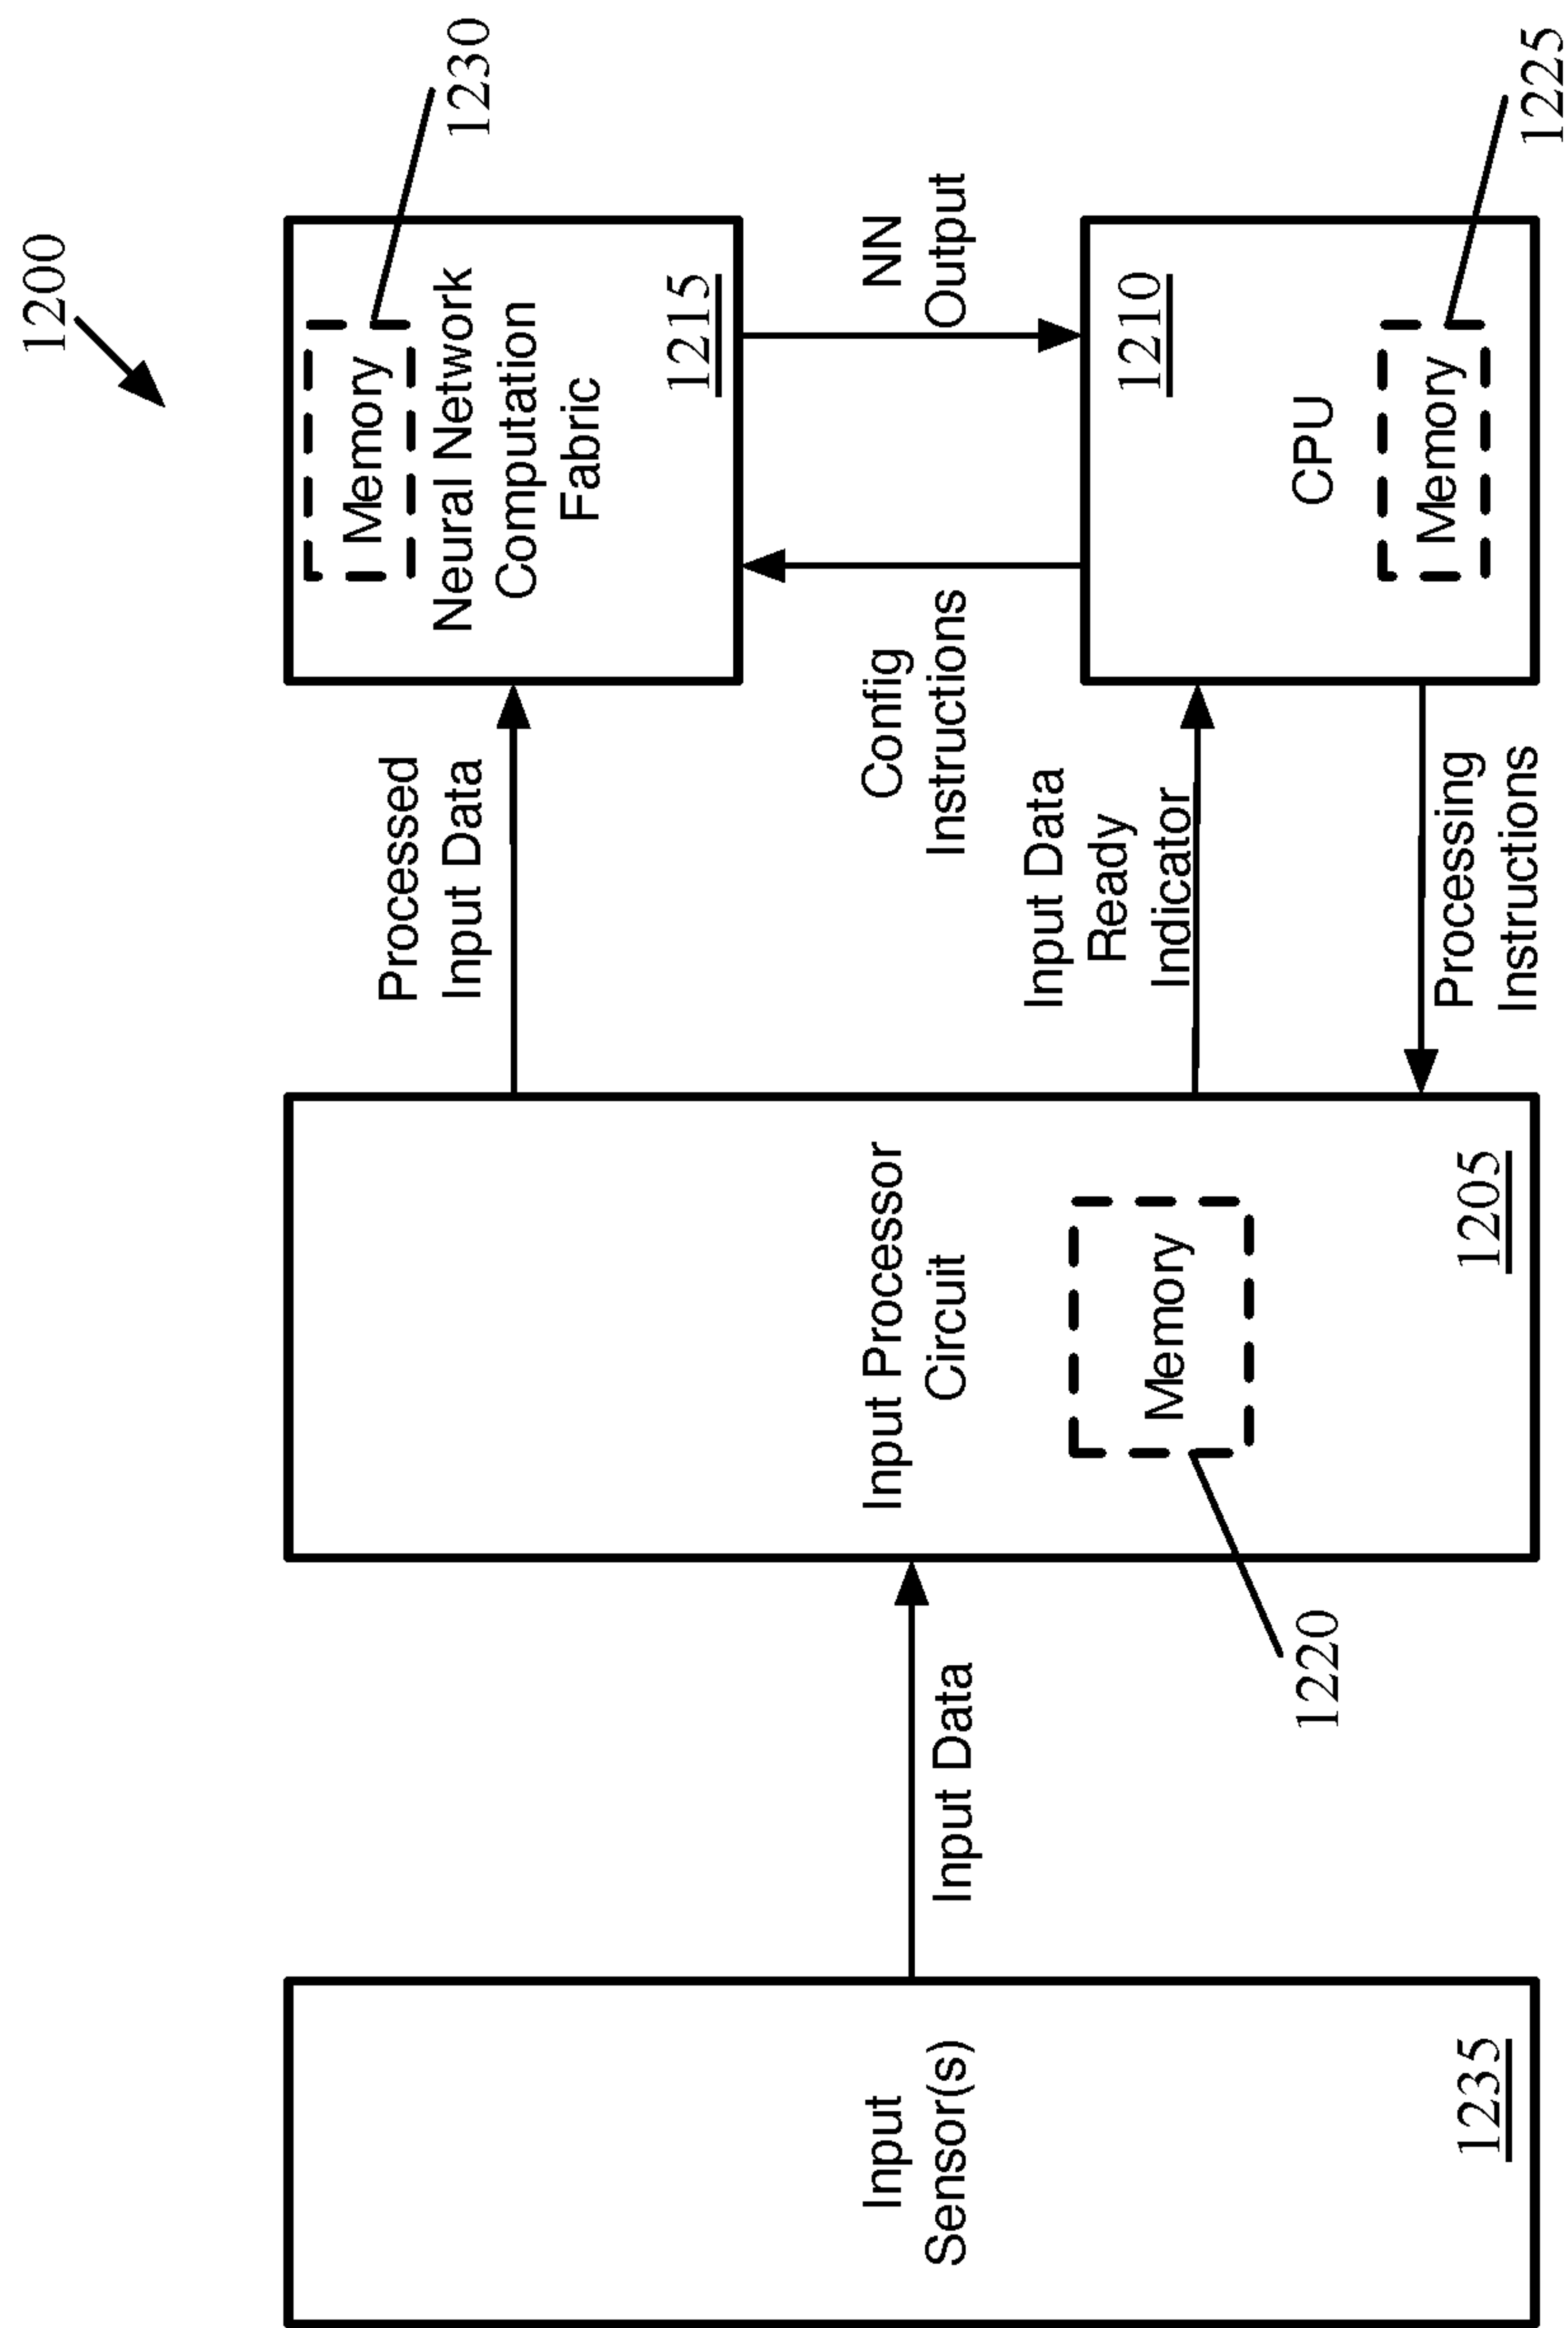 1200
Input
Sensor(s)
1235
Input Data
Input Processor
Circuit
Memory
1220
1205
Processed
Input Data
Input Data
Ready
Indicator
Processing
Instructions
Memory
1230
Neural Network
Computation
Fabric
1215
Config
Instructions
NN
Output
1210
CPU
Memory
1225